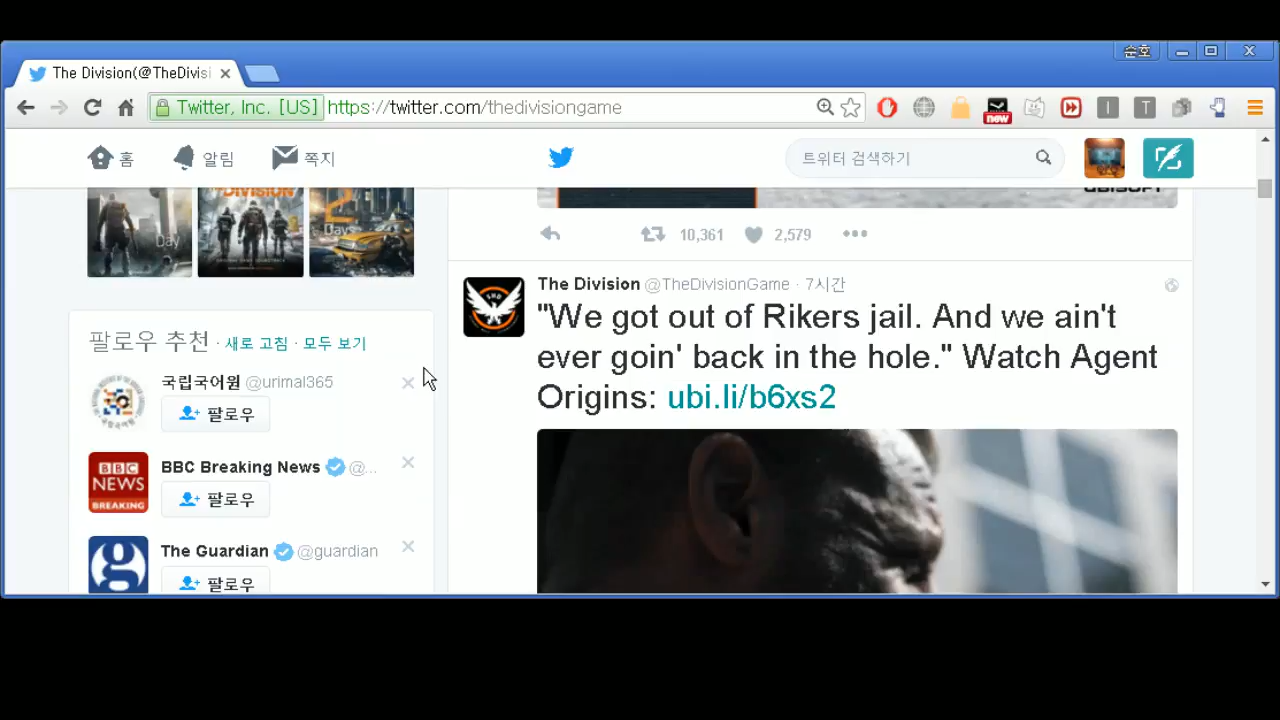 순호
The Division(@TheDivisi
Twitter, Inc. [US] https://twitter.com/thedivisiongame
new
I
T
홈
알림
쪽지
트위터 검색하기
UBISOFT
Day
DIVISION
2
Days
10,361
2,579
The Division @TheDivisionGame · 7시간
"We got out of Rikers jail. And we ain't
ever goin' back in the hole." Watch Agent
Origins: ubi.li/b6xs2
팔로우 추천 · 새로 고침 · 모두 보기
국립국어원 @urimal365
팔로우
BBC NEWS BREAKING
BBC Breaking News @...
팔로우
The Guardian @guardian
팔로우